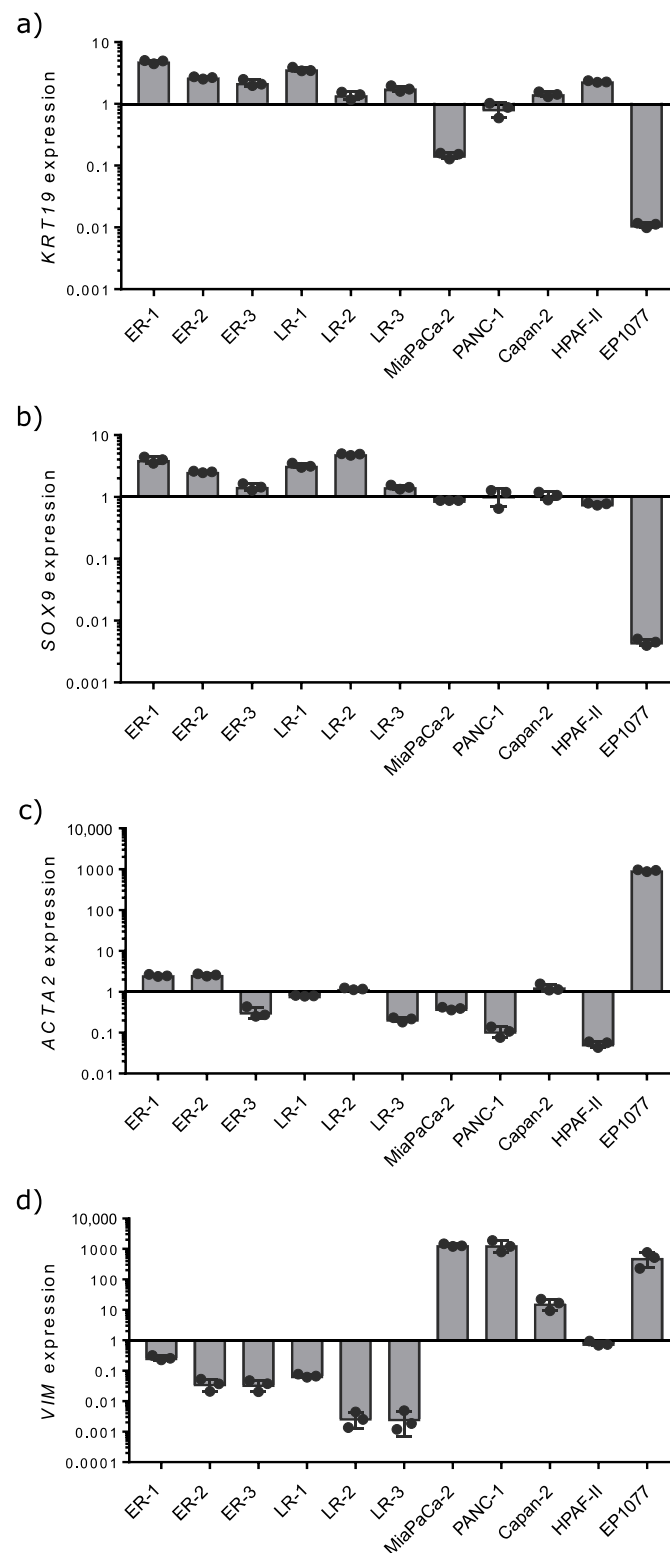 a)
KRT19 expression
10
1
0.1
0.01
0.001
ER-1
ER-2
ER-3
LR-1
LR-2
LR-3
MiaPaCa-2
PANC-1
Capan-2
HPAF-II
EP1077
b)
SOX9 expression
10
1
0.1
0.01
0.001
ER-1
ER-2
ER-3
LR-1
LR-2
LR-3
MiaPaCa-2
PANC-1
Capan-2
HPAF-II
EP1077
c)
ACTA2 expression
10,000
1000
100
10
1
0.1
0.01
ER-1
ER-2
ER-3
LR-1
LR-2
LR-3
MiaPaCa-2
PANC-1
Capan-2
HPAF-II
EP1077
d)
VIM expression
10,000
1000
100
10
1
0.1
0.01
0.001
0.0001
ER-1
ER-2
ER-3
LR-1
LR-2
LR-3
MiaPaCa-2
PANC-1
Capan-2
HPAF-II
EP1077